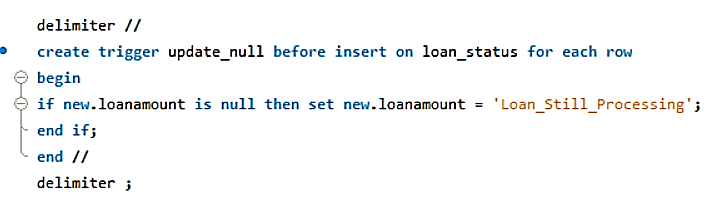 delimiter //
create trigger update_null before insert on loan_status for each row
begin
if new.loanamount is null then set new.loanamount = 'Loan_Still_Processing';
end if;
end //
delimiter ;